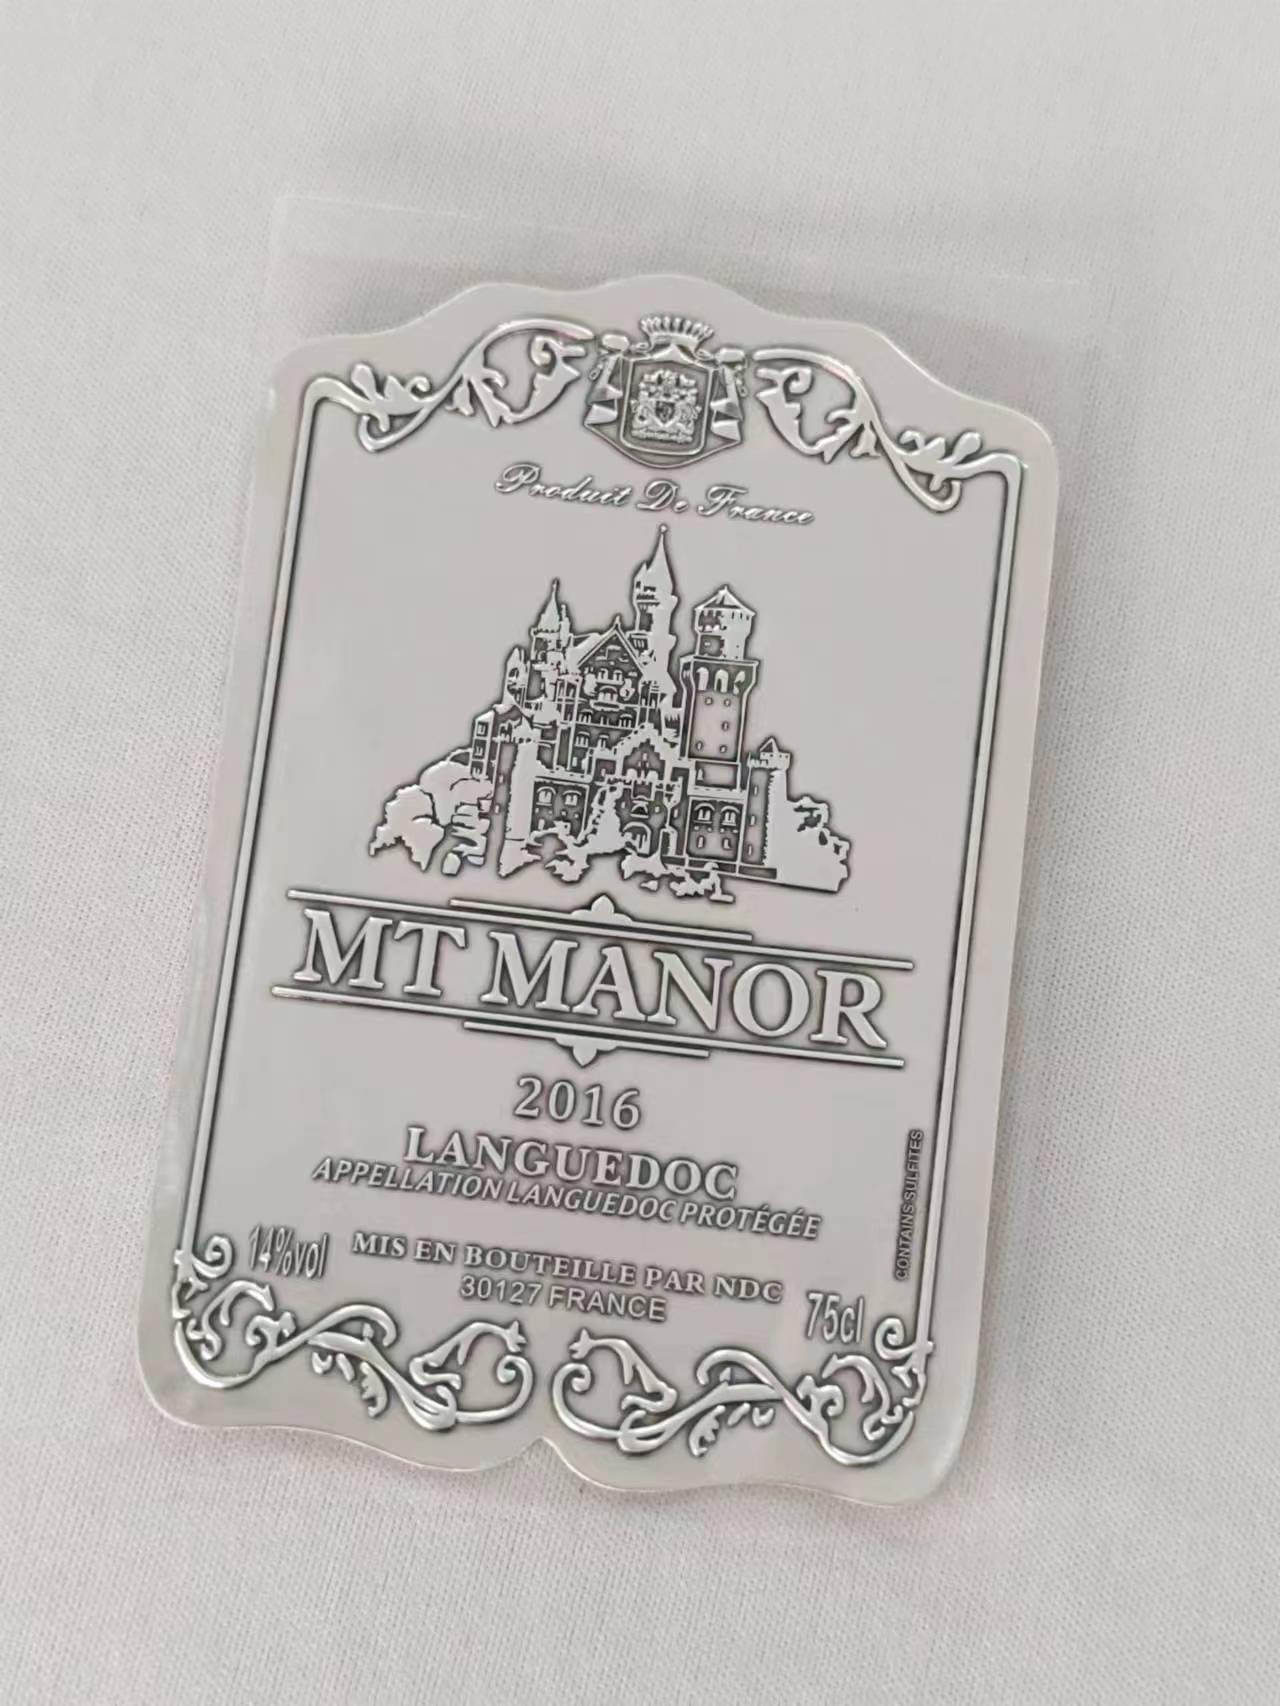 Produit De France
MT MANOR
2016
LANGUEDOC
APPELLATION LANGUEDOC PROTÉGÉE
14%vol
MIS EN BOUTEILLE PAR NDC
30127 FRANCE
75cl
CONTAINS SULFITES